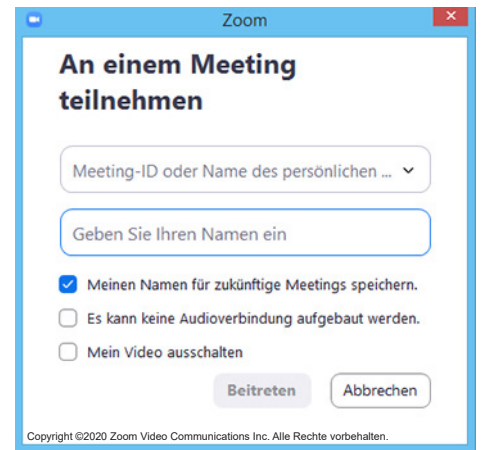 Zoom
An einem Meeting
teilnehmen
Meeting-ID oder Name des persönlichen ...
Geben Sie Ihren Namen ein
Meinen Namen für zukünftige Meetings speichern.
Es kann keine Audioverbindung aufgebaut werden.
Mein Video ausschalten
Beitreten Abbrechen
Copyright ©2020 Zoom Video Communications Inc. Alle Rechte vorbehalten.